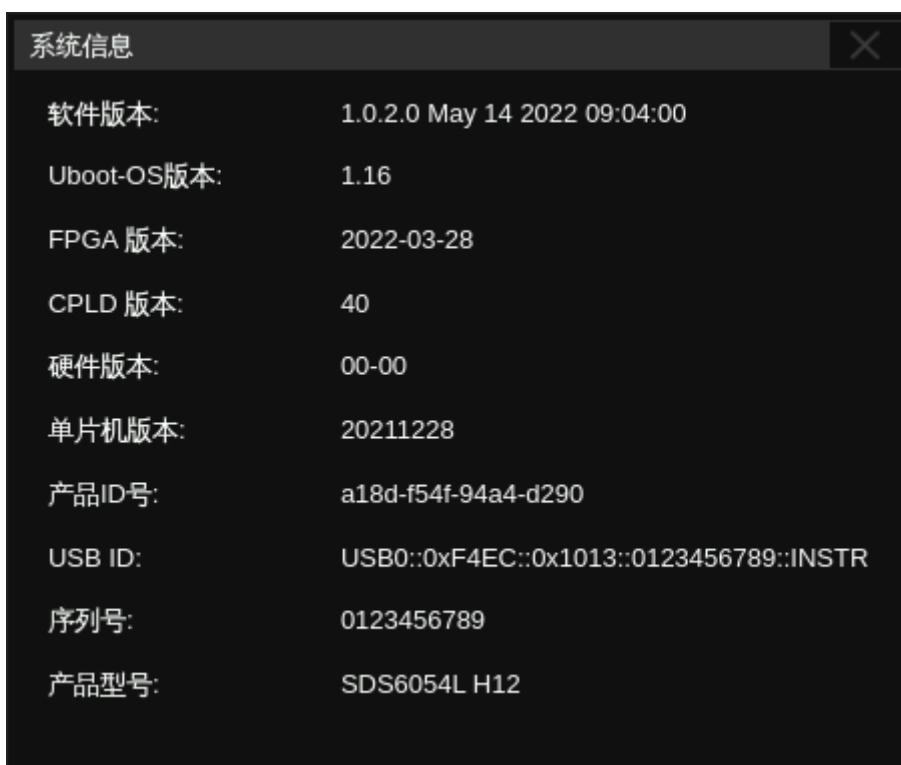 系统信息
软件版本: 1.0.2.0 May 14 2022 09:04:00
Uboot-OS版本: 1.16
FPGA 版本: 2022-03-28
CPLD 版本: 40
硬件版本: 00-00
单片机版本: 20211228
产品ID号: a18d-f54f-94a4-d290
USB ID: USB0::0xF4EC::0x1013::0123456789::INSTR
序列号: 0123456789
产品型号: SDS6054L H12